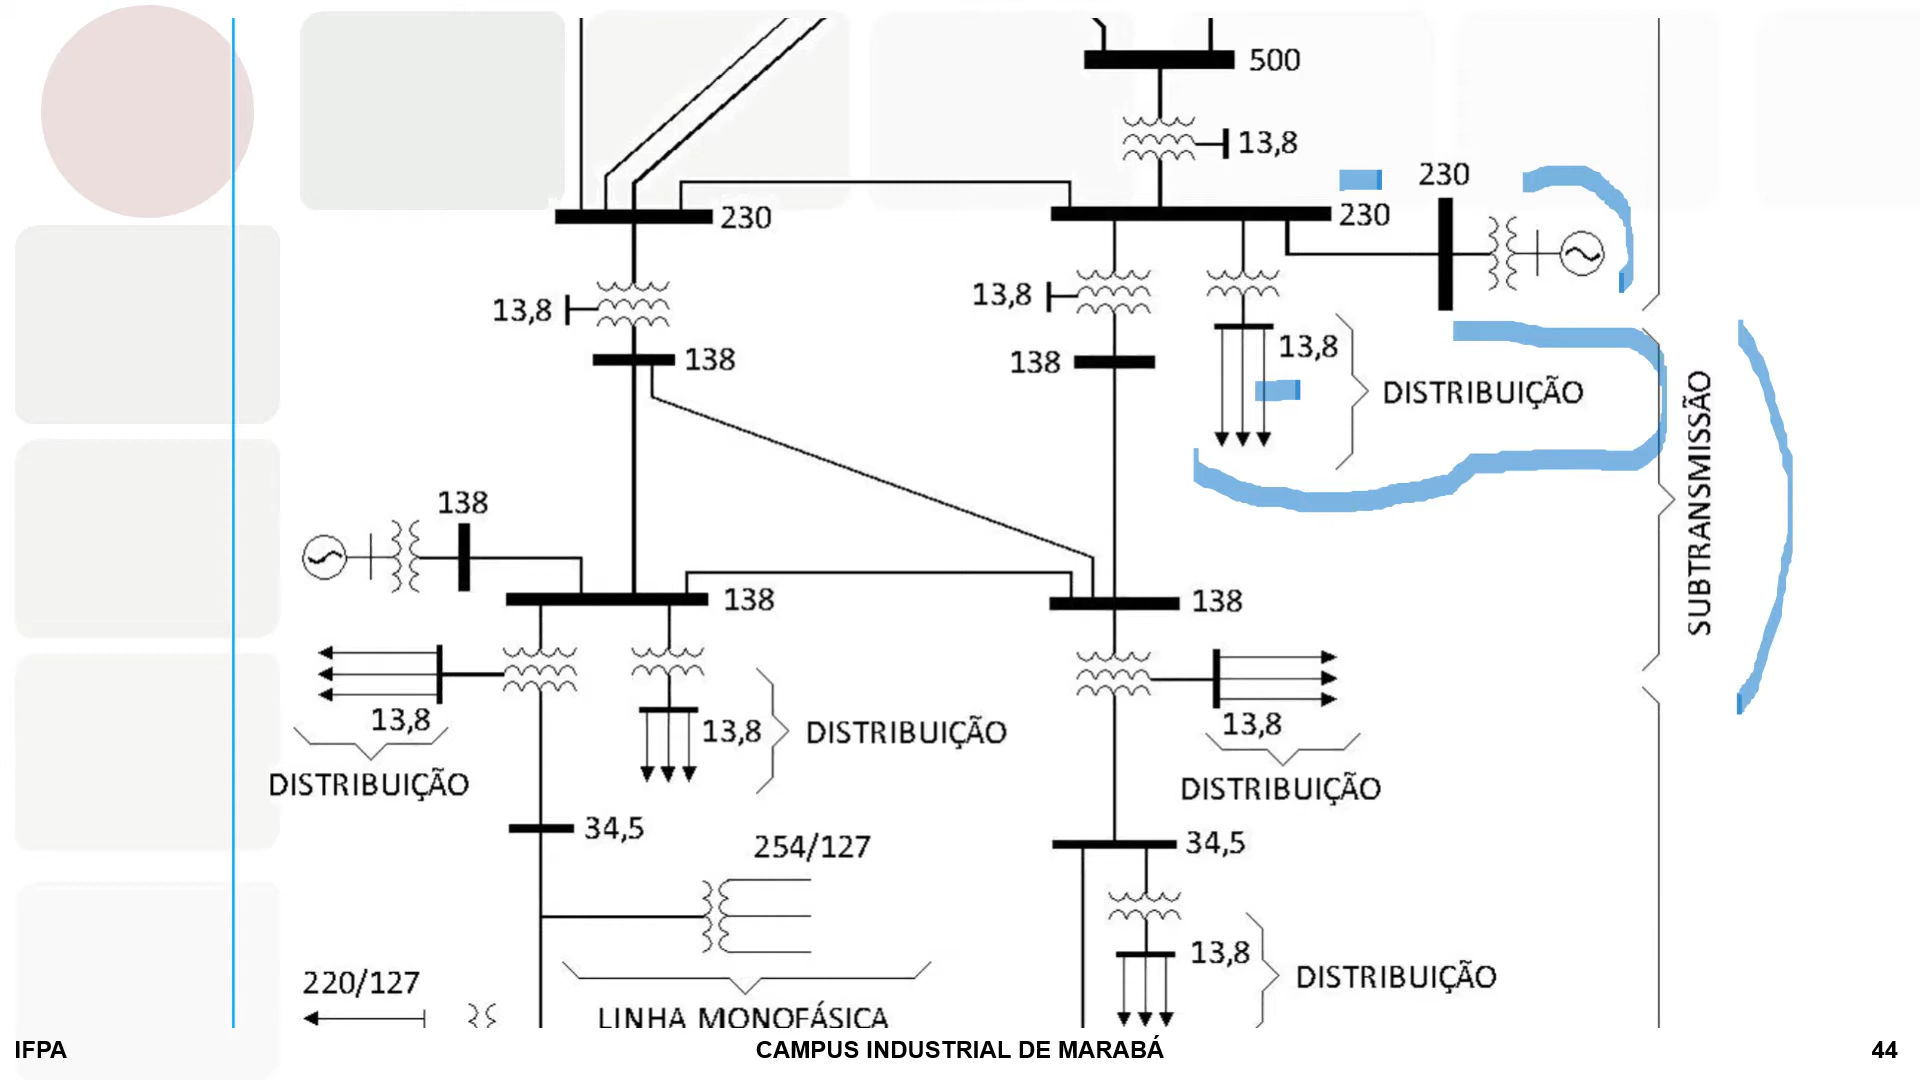 500
13,8
230
230
230
13,8
13,8
13,8
138
138
DISTRIBUIÇÃO
SUBTRANSMISSÃO
138
138
138
13,8
13,8
13,8
DISTRIBUIÇÃO
DISTRIBUIÇÃO
DISTRIBUIÇÃO
34,5
34,5
254/127
13,8
DISTRIBUIÇÃO
220/127
LINHA MONOFÁSICA
IFPA
CAMPUS INDUSTRIAL DE MARABÁ
44